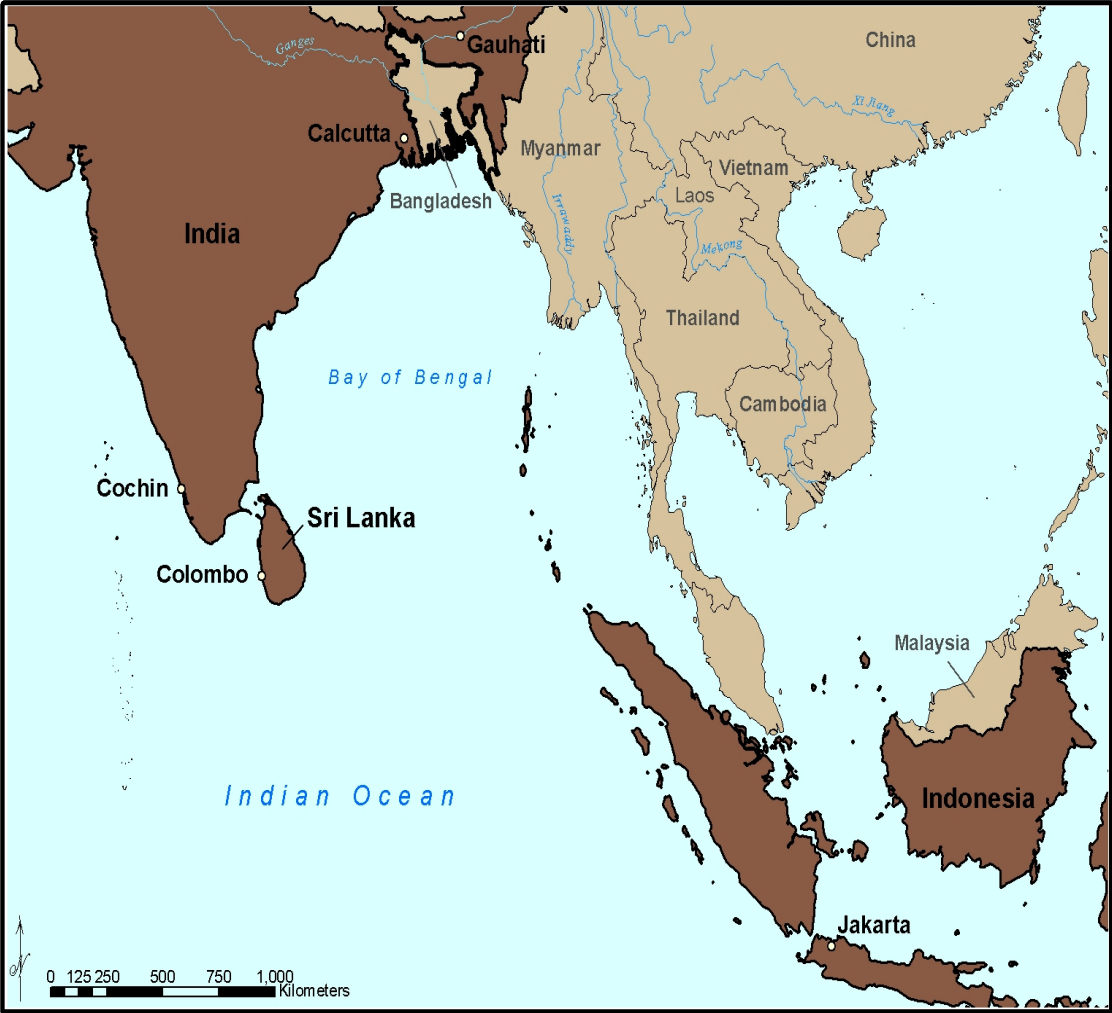 China
Ganges
Gauhati
Xi Jiang
Calcutta
Myanmar
Vietnam
Laos
Bangladesh
Irrawaddy
India
Mekong
Thailand
Bay of Bengal
Cambodia
Cochin
Sri Lanka
Colombo
Malaysia
Indian Ocean
Indonesia
Jakarta
N
0 125 250 500 750 1,000
Kilometers